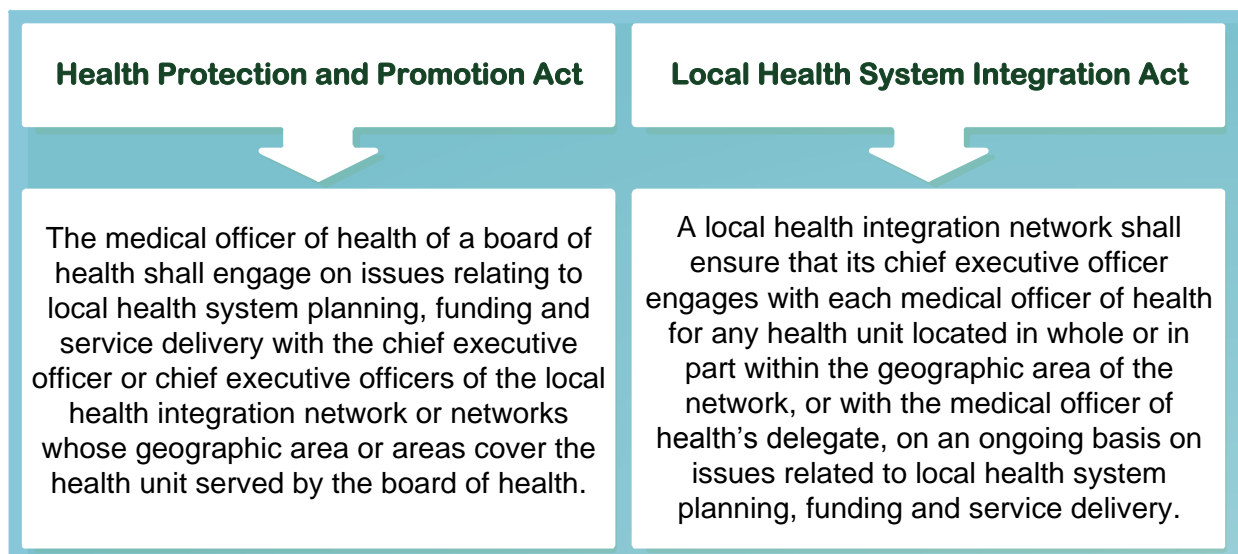 Health Protection and Promotion Act
The medical officer of health of a board of
health shall engage on issues relating to
local health system planning, funding and
service delivery with the chief executive
officer or chief executive officers of the local
health integration network or networks
whose geographic area or areas cover the
health unit served by the board of health.
Local Health System Integration Act
A local health integration network shall
ensure that its chief executive officer
engages with each medical officer of health
for any health unit located in whole or in
part within the geographic area of the
network, or with the medical officer of
health’s delegate, on an ongoing basis on
issues related to local health system
planning, funding and service delivery.